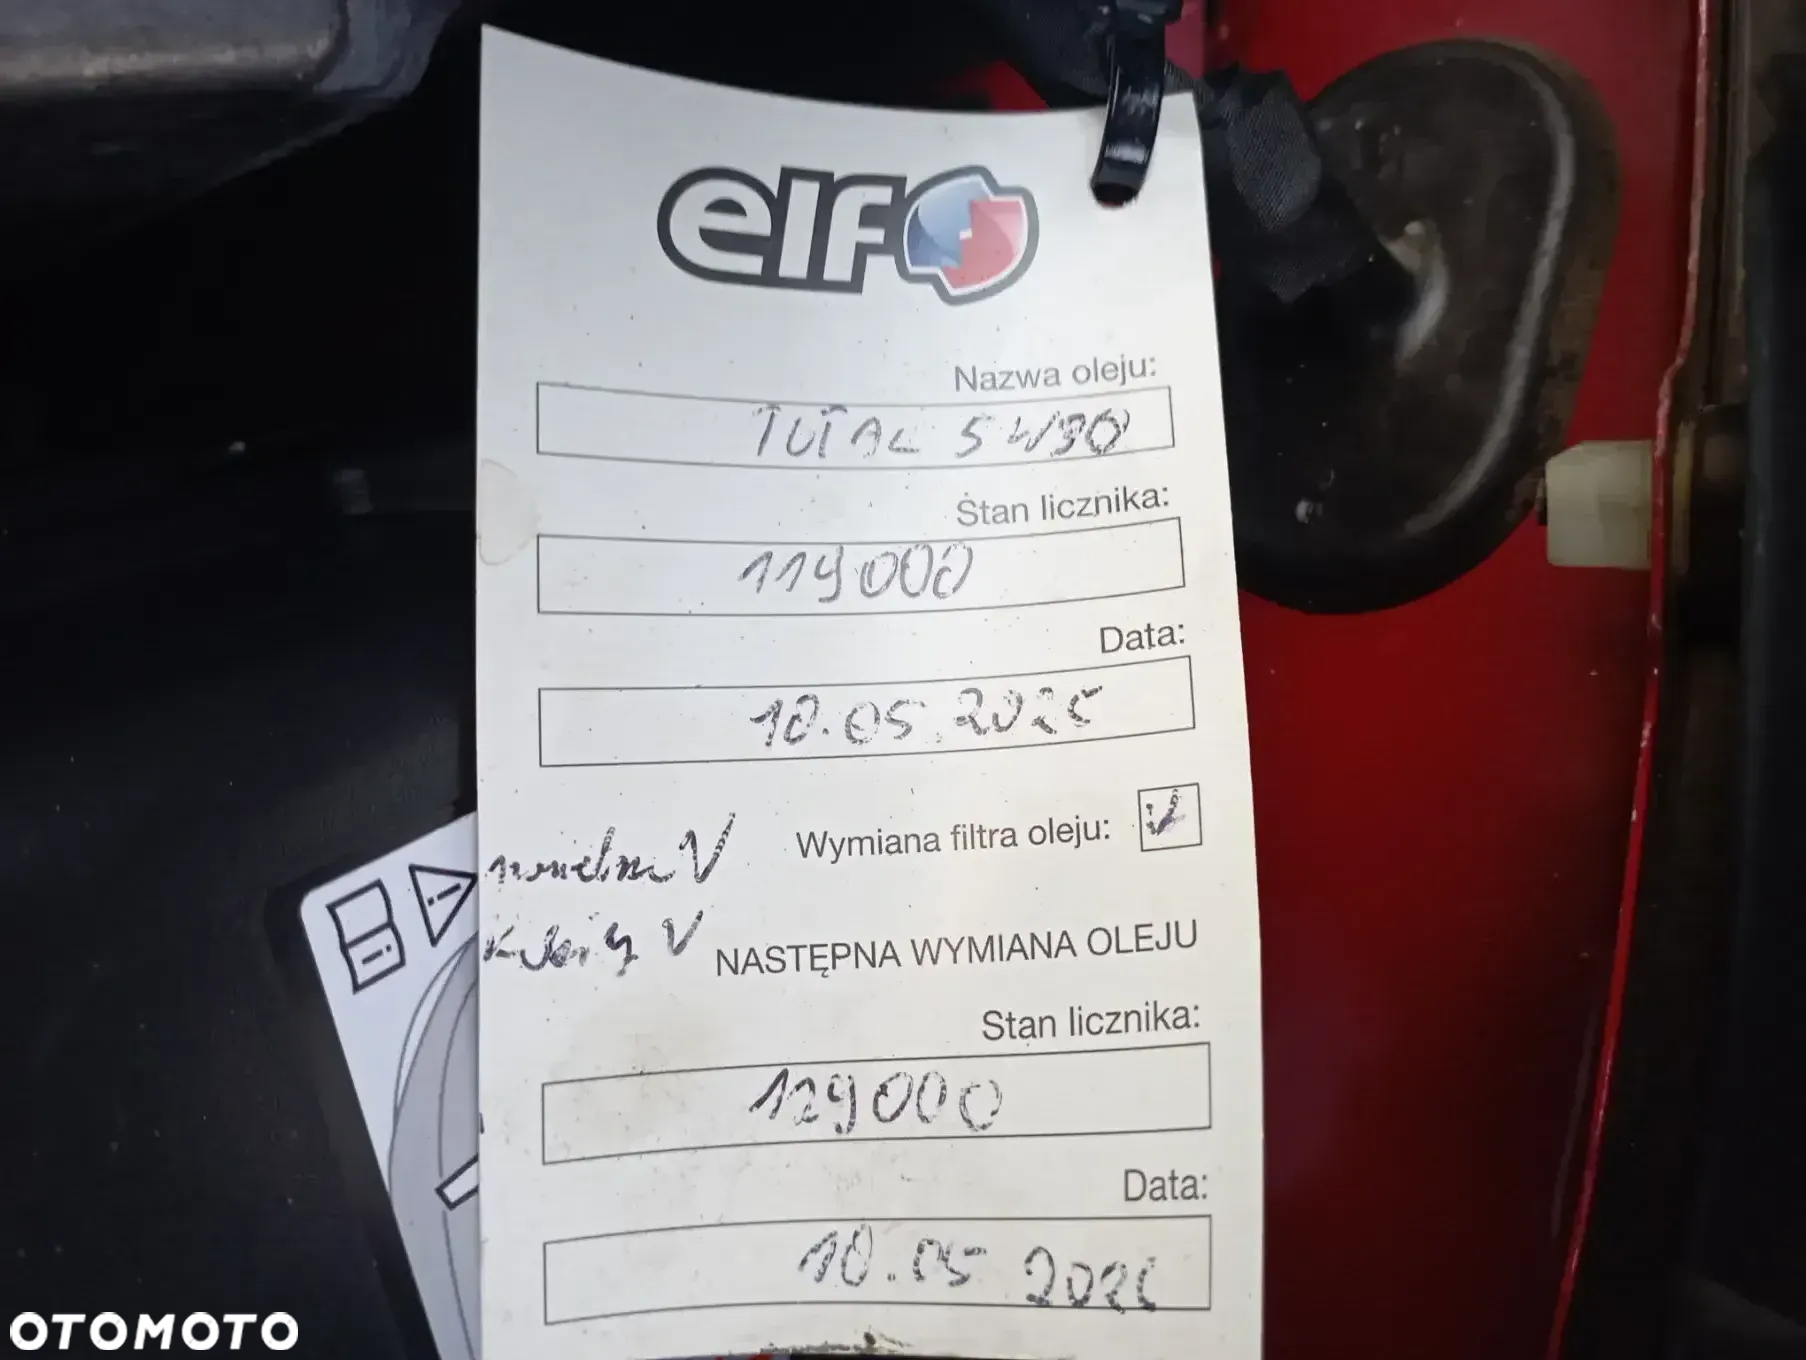 elf
Nazwa oleju:
TOTAL 5W30
Stan licznika:
119000
Data:
10.05.2025
Wymiana filtra oleju: V
V
kabiny V
NASTĘPNA WYMIANA OLEJU
Stan licznika:
129000
Data:
10.05 2026
OTOMOTO